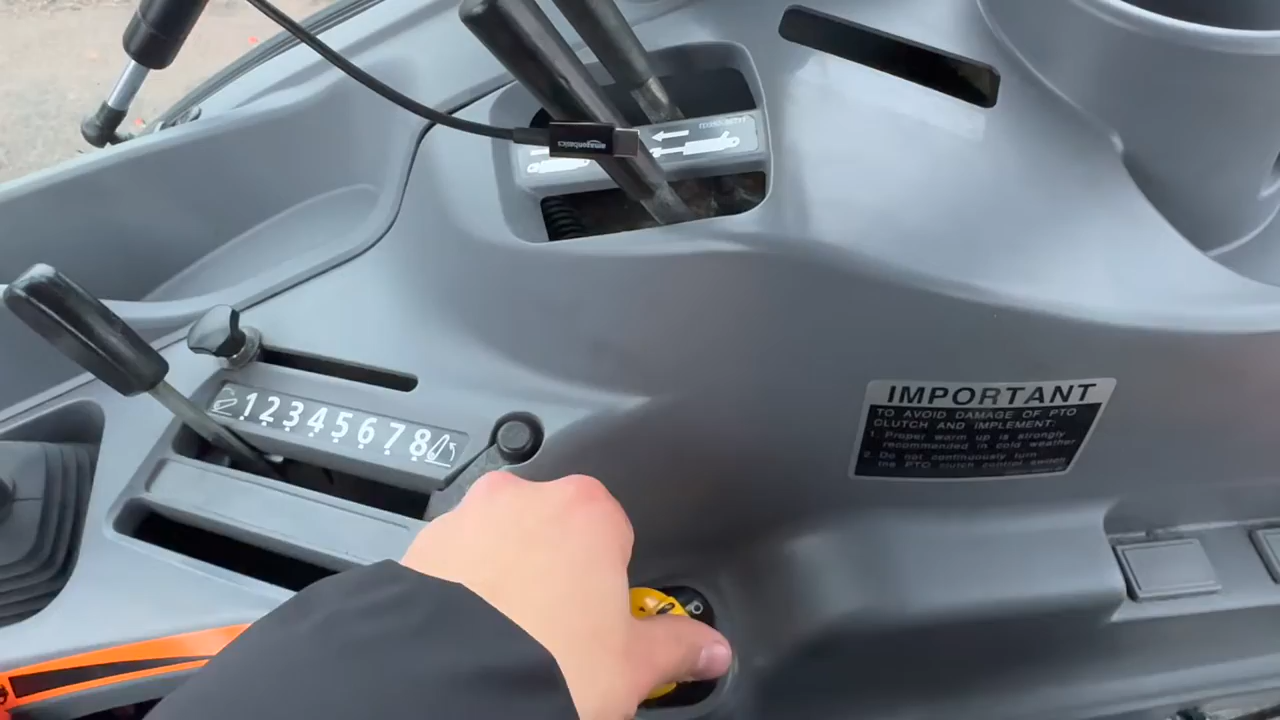 amazonbasics
12345678
IMPORTANT
TO AVOID DAMAGE OF PTO
CLUTCH AND IMPLEMENT:
1. Proper warm up is strongly
recommended in cold weather
2. Do not continuously turn
the PTO clutch control switch